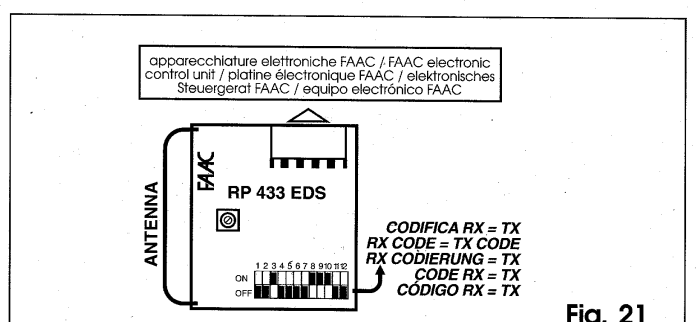 apparecchiature elettroniche FAAC / FAAC electronic
control unit / platine électronique FAAC / elektronisches
Steuergerat FAAC / equipo electrónico FAAC
ANTENNA
FAAC
RP 433 EDS
1 2 3 4 5 6 7 8 9 10 11 12
ON
OFF
CODIFICA RX = TX
RX CODE = TX CODE
RX CODIERUNG = TX
CODE RX = TX
CÓDIGO RX = TX
Fig. 21